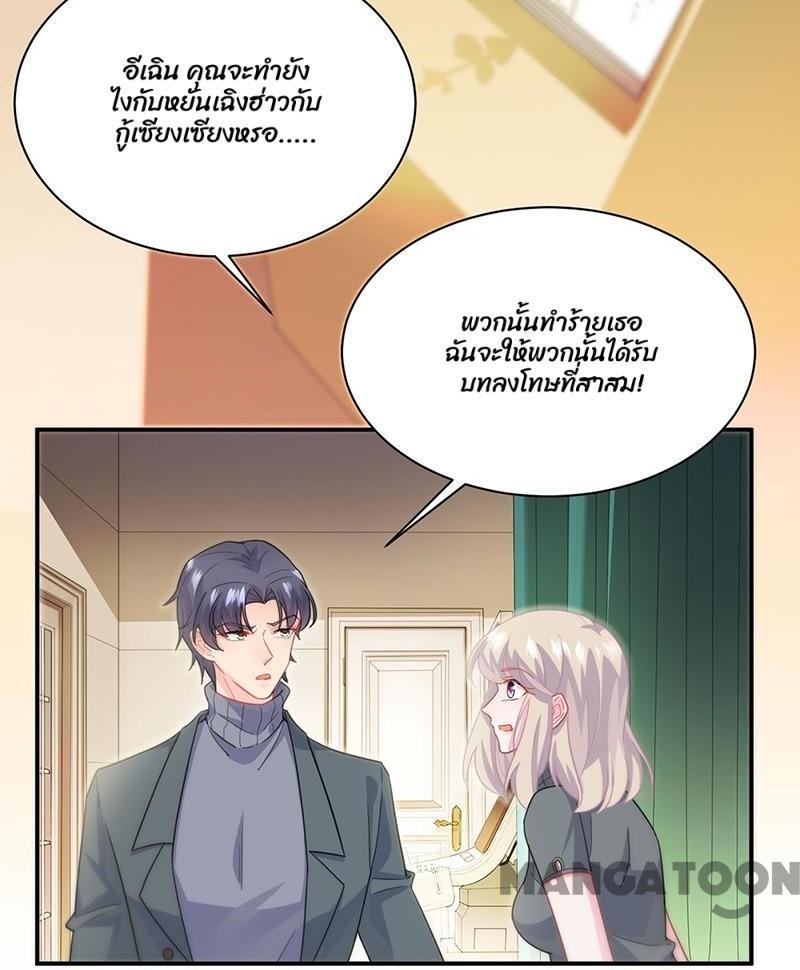 อีเฉิน คุณจะทำยัง
ไงกับหยันเฉิงฮ่าวกับ
กู้เซียงเซียงหรอ.....
พวกนั้นทำร้ายเธอ
ฉันจะให้พวกนั้นได้รับ
บทลงโทษที่สาสม!
MANGATOON